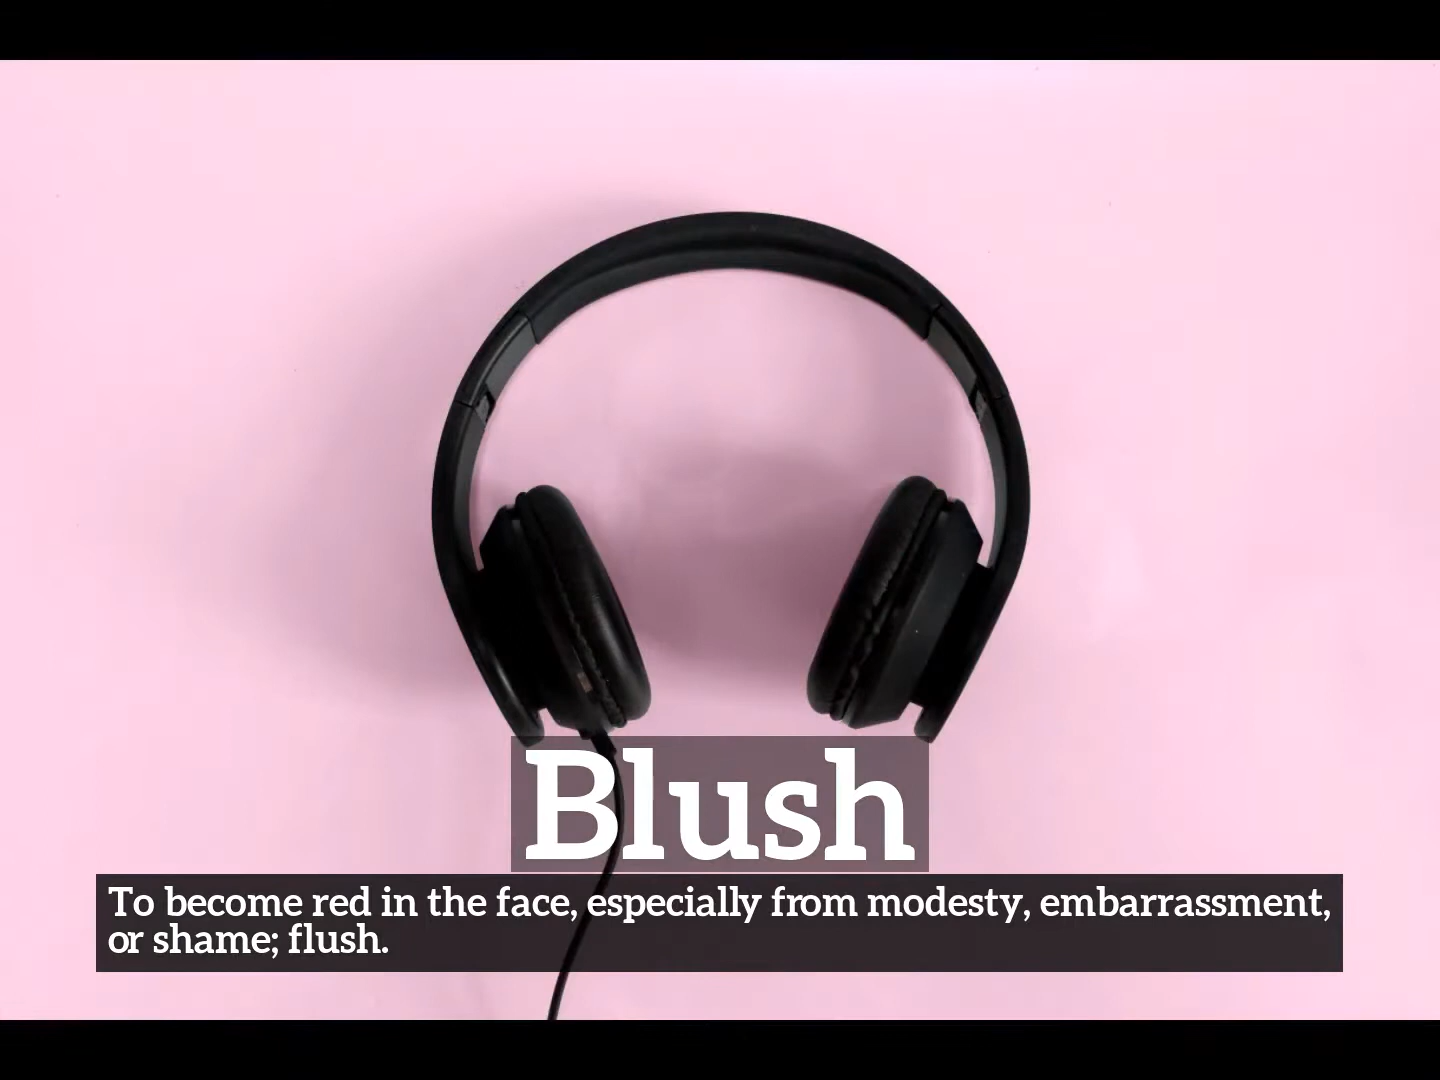 Blush
To become red in the face, especially from modesty, embarrassment,
or shame; flush.